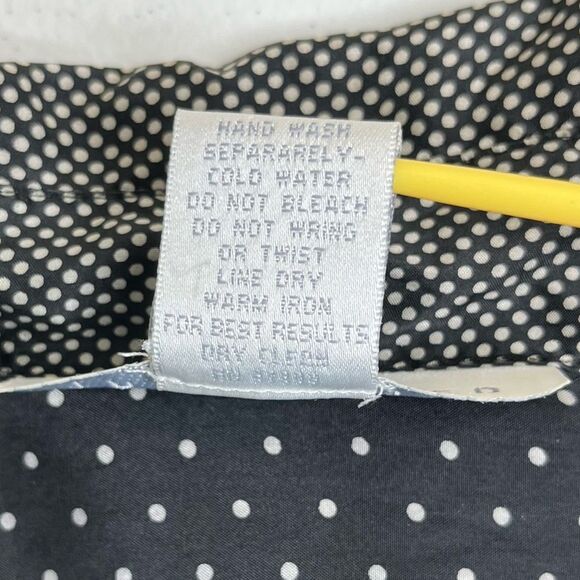 HAND WASH
SEPARARELY-
COLD WATER
DO NOT BLEACH
DO NOT WRING
OR TWIST
LINE DRY
WARM IRON
FOR BEST RESULTS
DRY CLEAN
RN